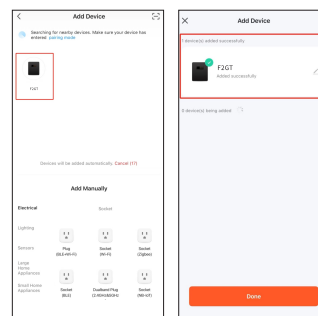 Add Device
Searching for nearby devices. Make sure your device has
entered pairing mode
F2GT
Devices will be added automatically. Cancel (17)
Add Manually
Electrical
Socket
Lighting
Sensors
Large
Home
Appliances
Small Home
Appliances
Plug
(BLE+Wi-Fi)
Socket
(Wi-Fi)
Socket
(Zigbee)
Socket
(BLE)
Dualband Plug
(2.4GHz&5GHz)
Socket
(NB-IoT)
Add Device
1 device(s) added successfully
F2GT
Added successfully
0 device(s) being added
Done